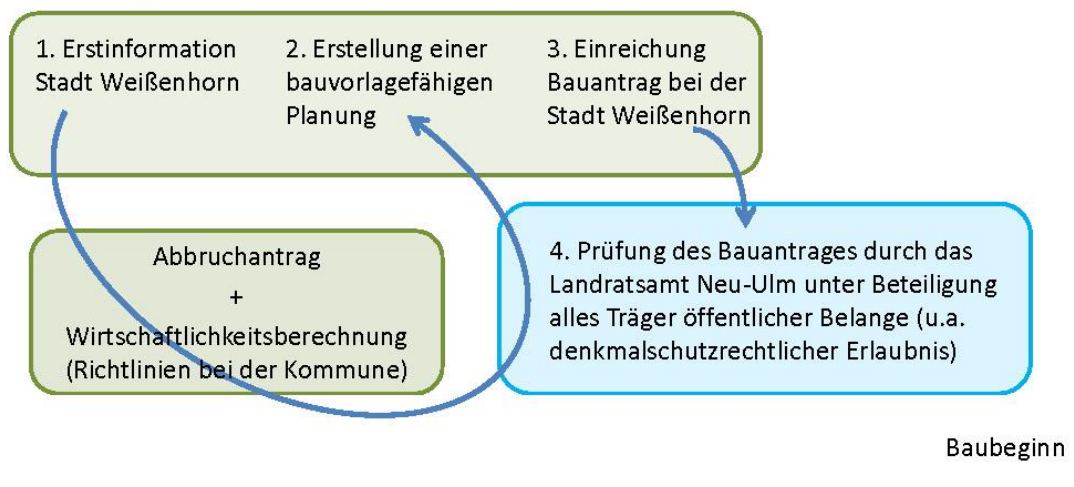 1. Erstinformation
Stadt Weißenhorn
2. Erstellung einer
bauvorlagefähigen
Planung
3. Einreichung
Bauantrag bei der
Stadt Weißenhorn
Abbruchantrag
+
Wirtschaftlichkeitsberechnung
(Richtlinien bei der Kommune)
4. Prüfung des Bauantrages durch das
Landratsamt Neu-Ulm unter Beteiligung
alles Träger öffentlicher Belange (u.a.
denkmalschutzrechtlicher Erlaubnis)
Baubeginn